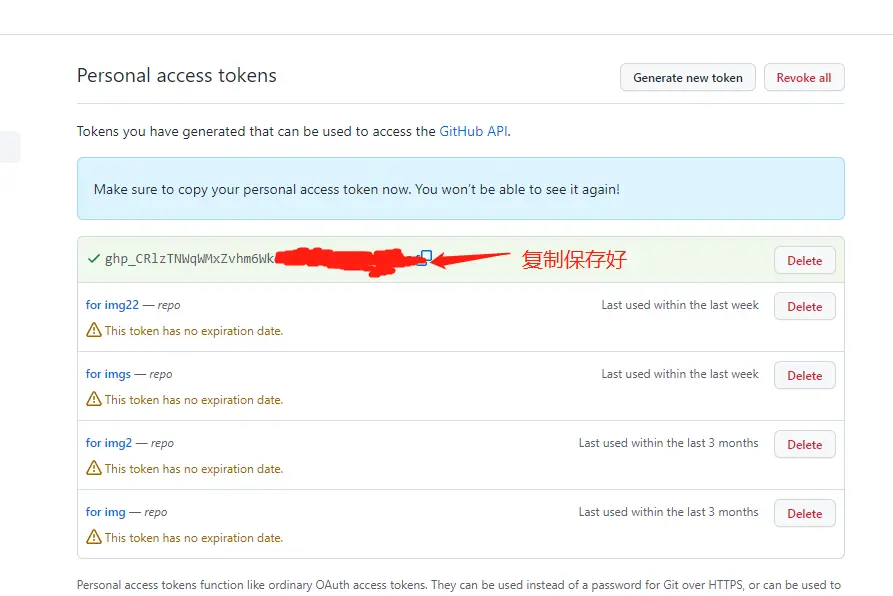 Personal access tokens
Generate new token
Revoke all
Tokens you have generated that can be used to access the GitHub API.
Make sure to copy your personal access token now. You won't be able to see it again!
ghp_CRlzTNWqWMxZvhm6Wk
复制保存好
Delete
for img22 — repo
Last used within the last week
Delete
This token has no expiration date.
for imgs — repo
Last used within the last week
Delete
This token has no expiration date.
for img2 — repo
Last used within the last 3 months
Delete
This token has no expiration date.
for img — repo
Last used within the last 3 months
Delete
This token has no expiration date.
Personal access tokens function like ordinary OAuth access tokens. They can be used instead of a password for Git over HTTPS, or can be used to